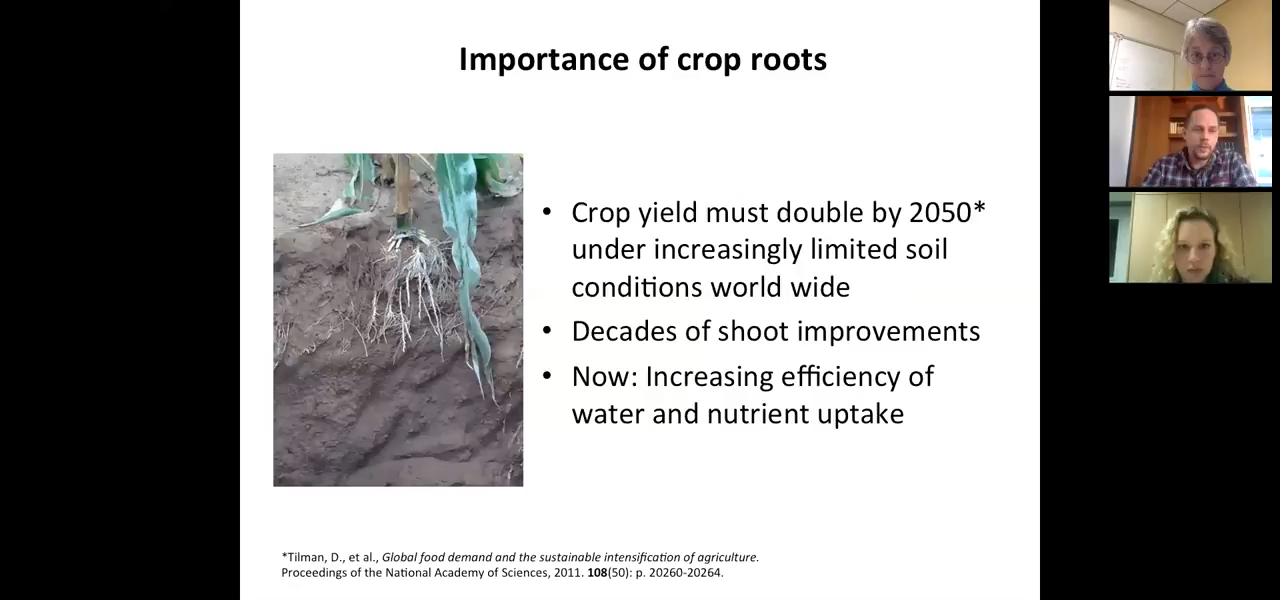 Importance of crop roots
• Crop yield must double by 2050*
under increasingly limited soil
conditions world wide
• Decades of shoot improvements
• Now: Increasing efficiency of
water and nutrient uptake
*Tilman, D., et al., Global food demand and the sustainable intensification of agriculture.
Proceedings of the National Academy of Sciences, 2011. 108(50): p. 20260-20264.